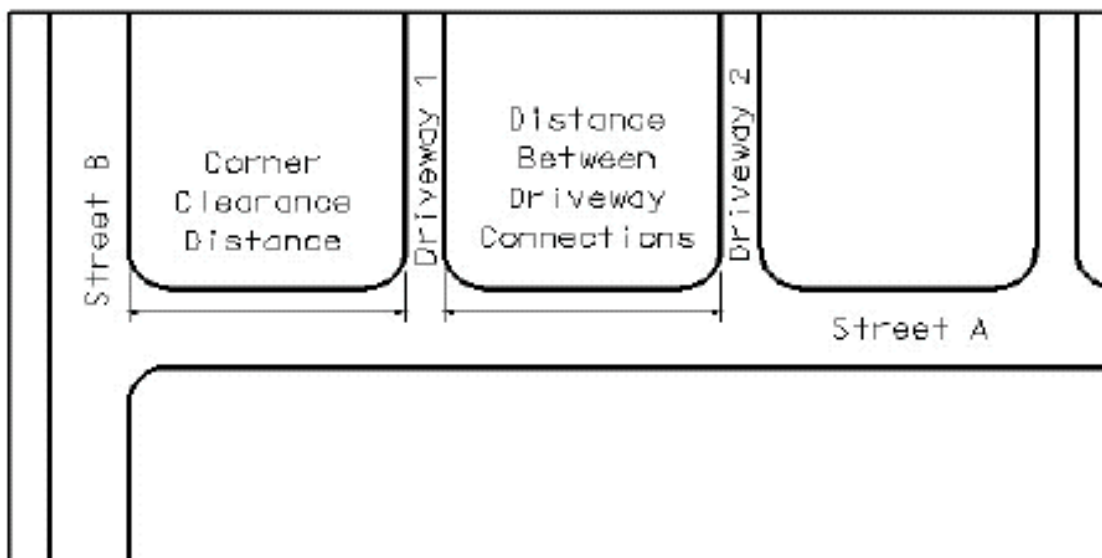 Street B
Corner
Clearance
Distance
Driveway 1
Distance
Between
Driveway
Connections
Driveway 2
Street A